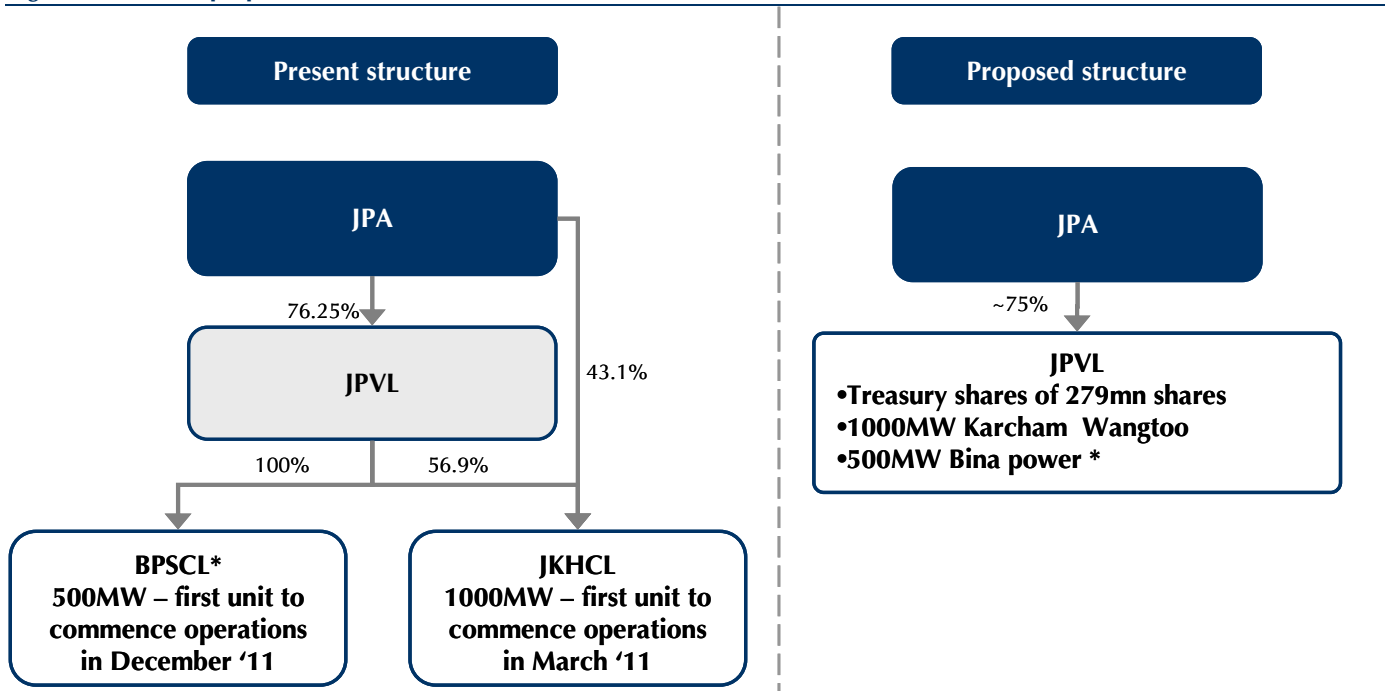 Present structure
JPA
76.25%
JPVL
43.1%
100%
56.9%
BPSCL*
500MW – first unit to
commence operations
in December ‘11
JKHCL
1000MW – first unit to
commence operations
in March ‘11
Proposed structure
JPA
~75%
JPVL
•Treasury shares of 279mn shares
•1000MW Karcham  Wangtoo
•500MW Bina power *